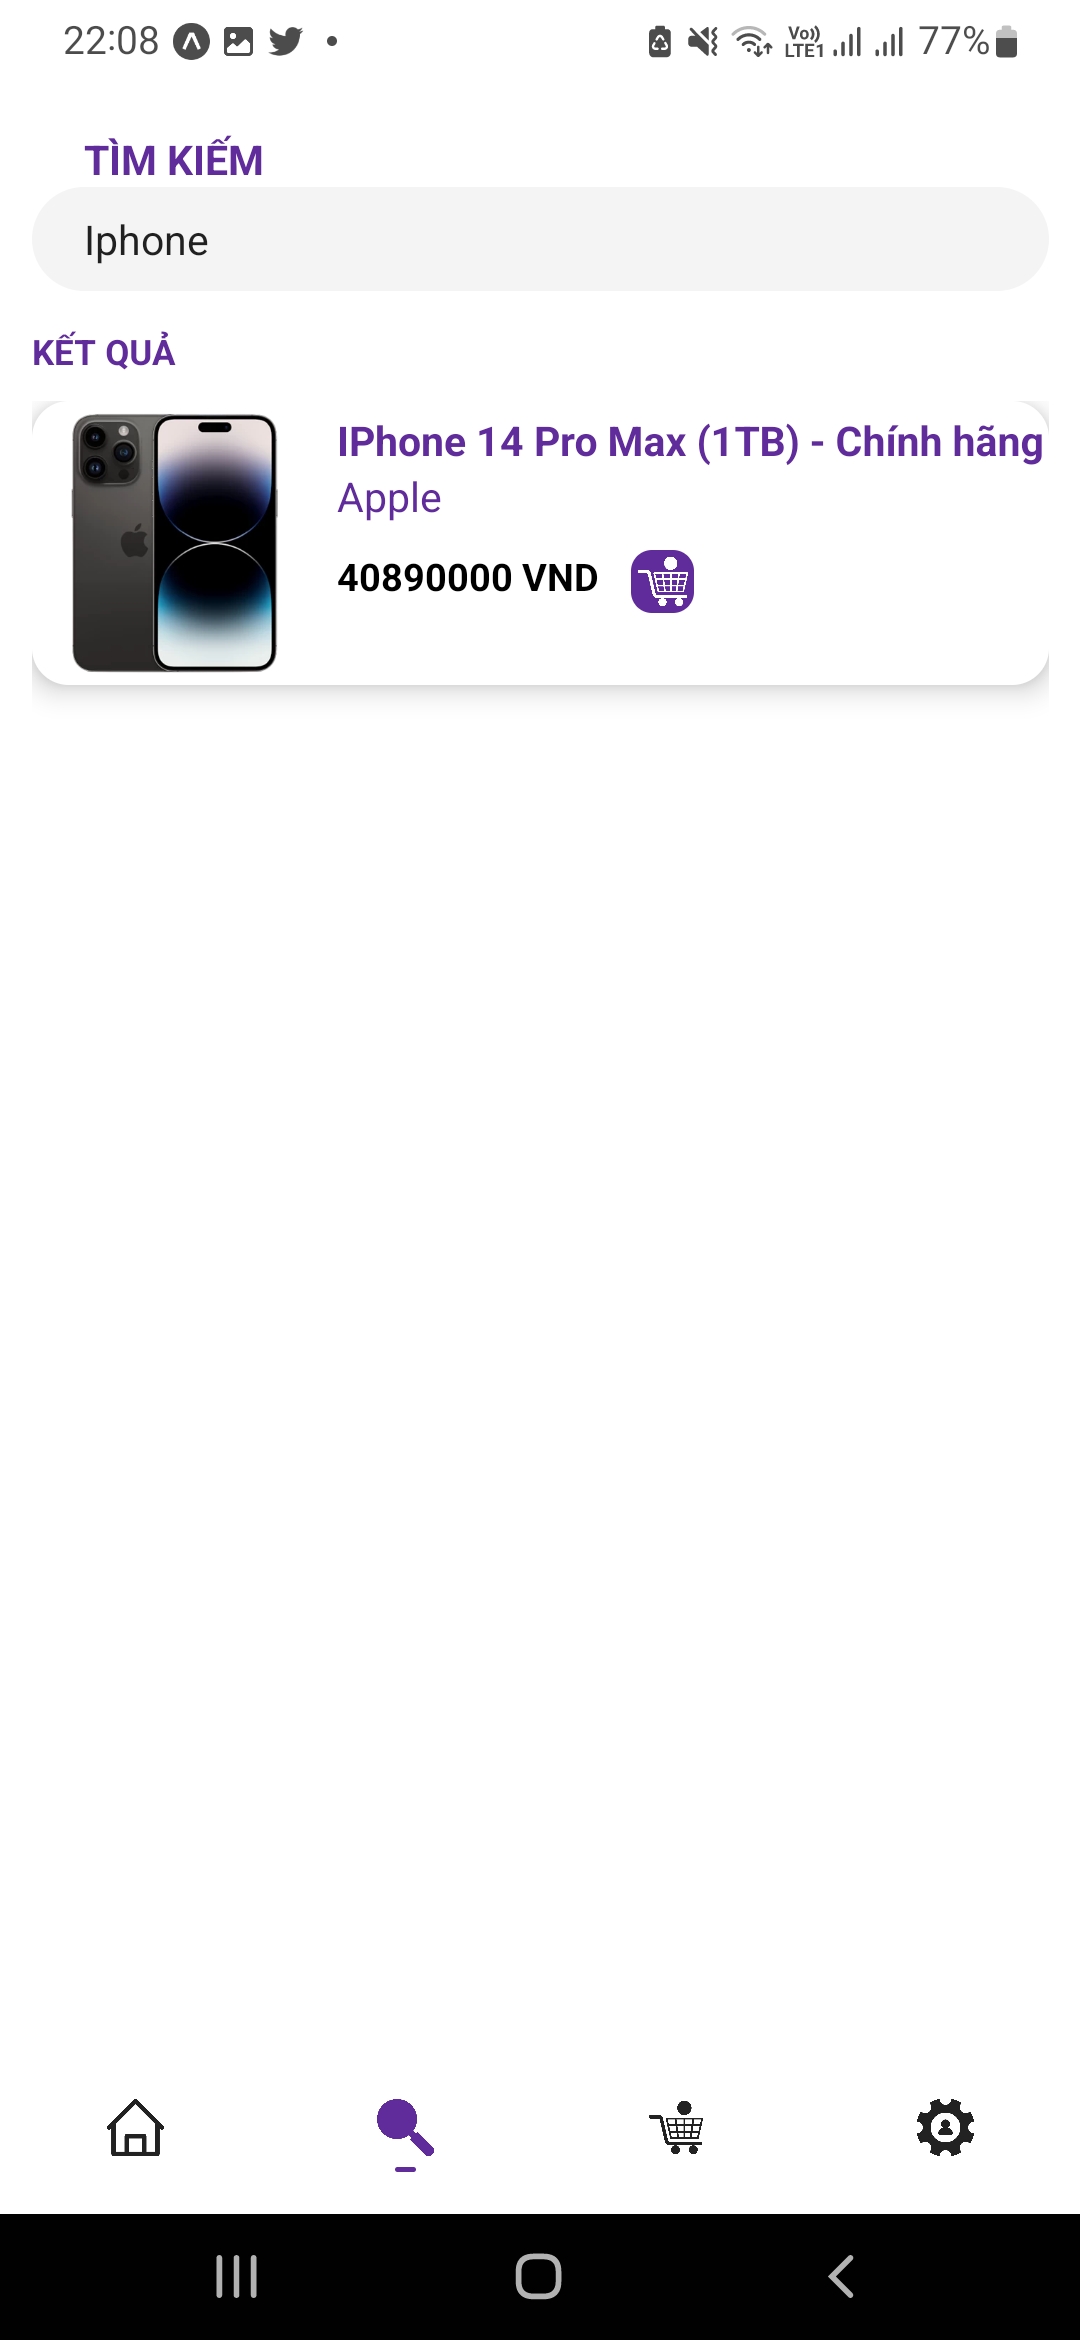 22:08
Vo)) LTE1
77%
TÌM KIẾM
Iphone
KẾT QUẢ
IPhone 14 Pro Max (1TB) - Chính hãng
Apple
40890000 VND